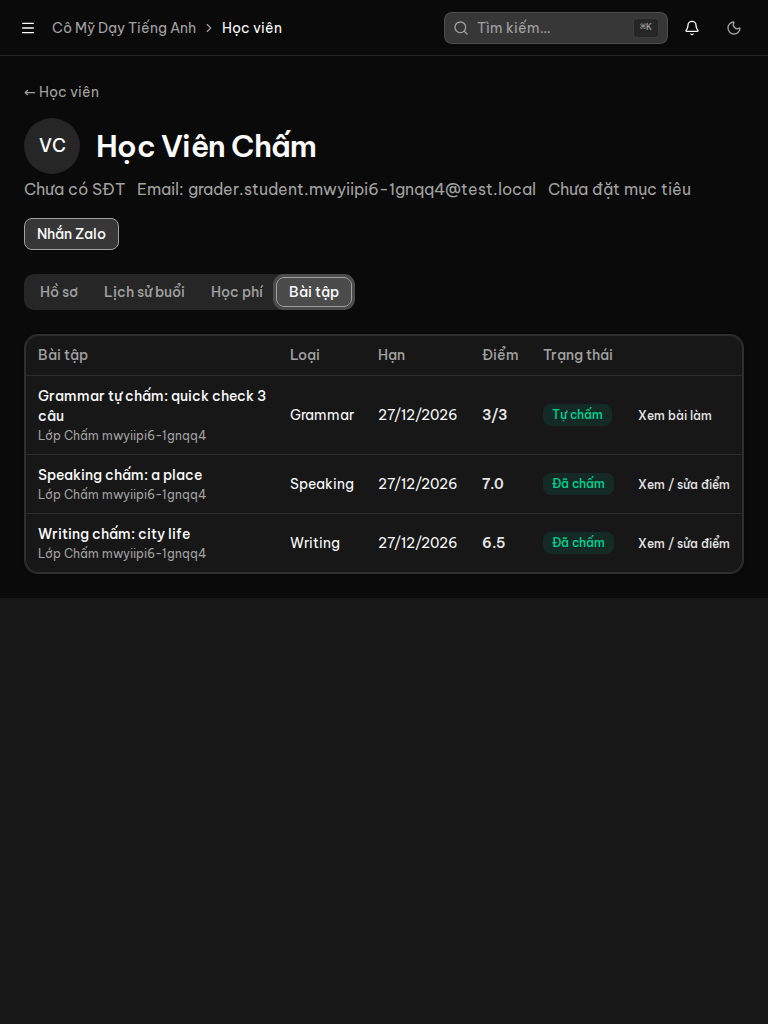 Cô Mỹ Dạy Tiếng Anh > Học viên
Tìm kiếm... ⌘K
← Học viên
VC Học Viên Chấm
Chưa có SĐT Email: grader.student.mwyiipi6-1gnqq4@test.local Chưa đặt mục tiêu
Nhắn Zalo
Hồ sơ Lịch sử buổi Học phí Bài tập
Bài tập Loại Hạn Điểm Trạng thái
Grammar tự chấm: quick check 3
câu
Lớp Chấm mwyiipi6-1gnqq4
Grammar 27/12/2026 3/3 Tự chấm Xem bài làm
Speaking chấm: a place
Lớp Chấm mwyiipi6-1gnqq4
Speaking 27/12/2026 7.0 Đã chấm Xem / sửa điểm
Writing chấm: city life
Lớp Chấm mwyiipi6-1gnqq4
Writing 27/12/2026 6.5 Đã chấm Xem / sửa điểm